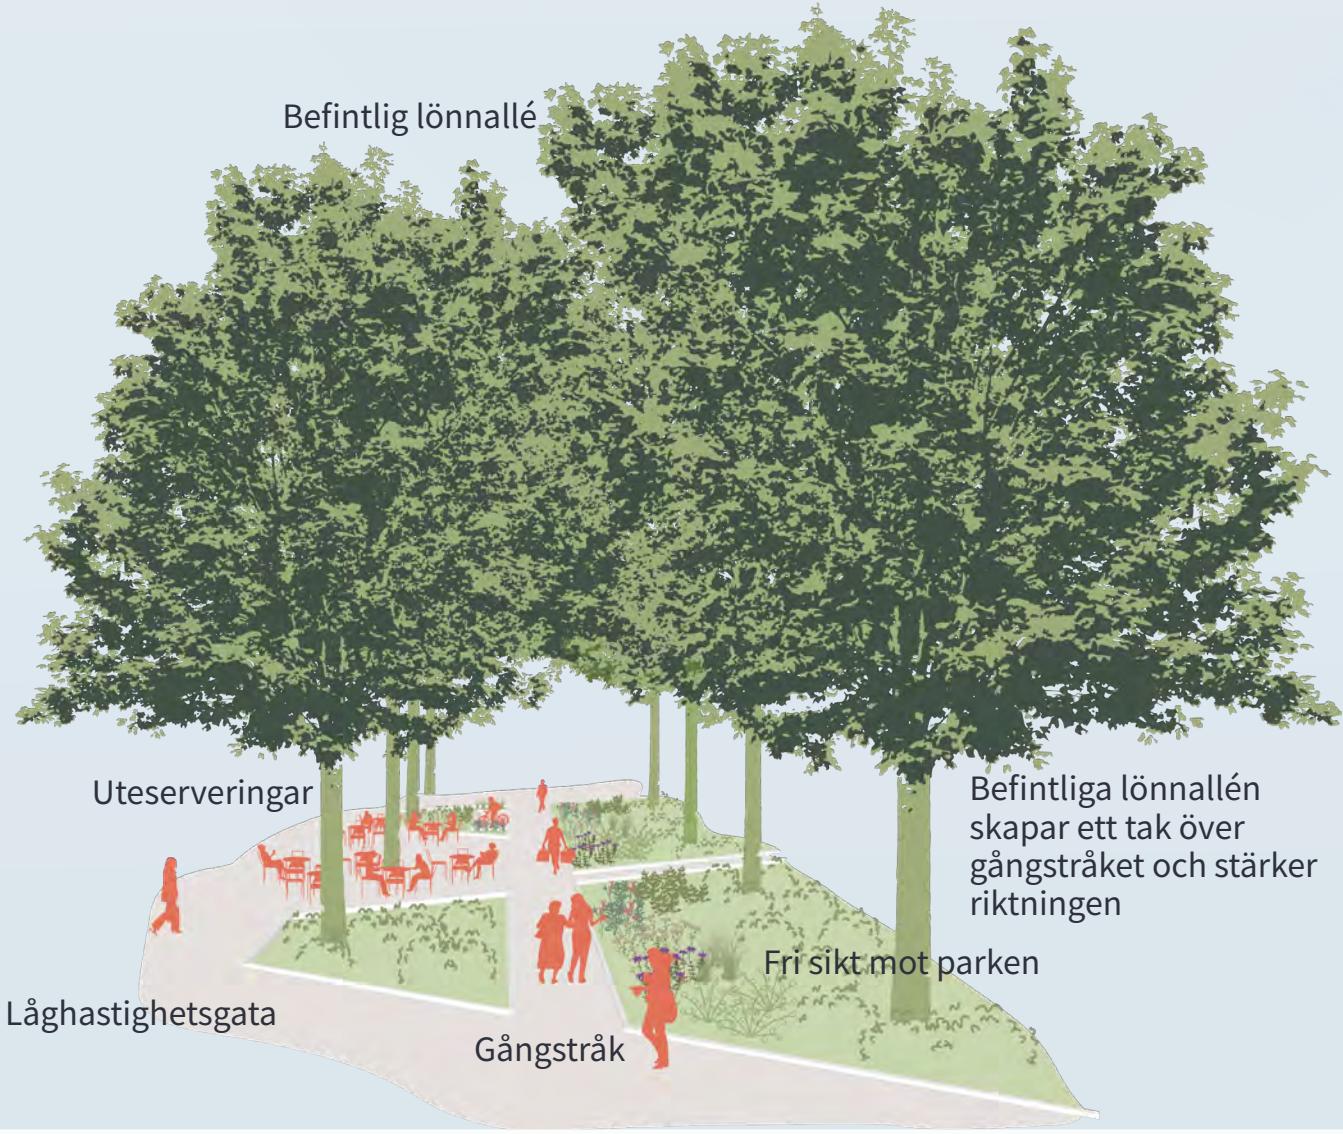 Befintlig lönnallé
Uteserveringar
Befintliga lönnallén
skapar ett tak över
gångstråket och stärker
riktningen
Fri sikt mot parken
Låghastighetsgata
Gångstråk